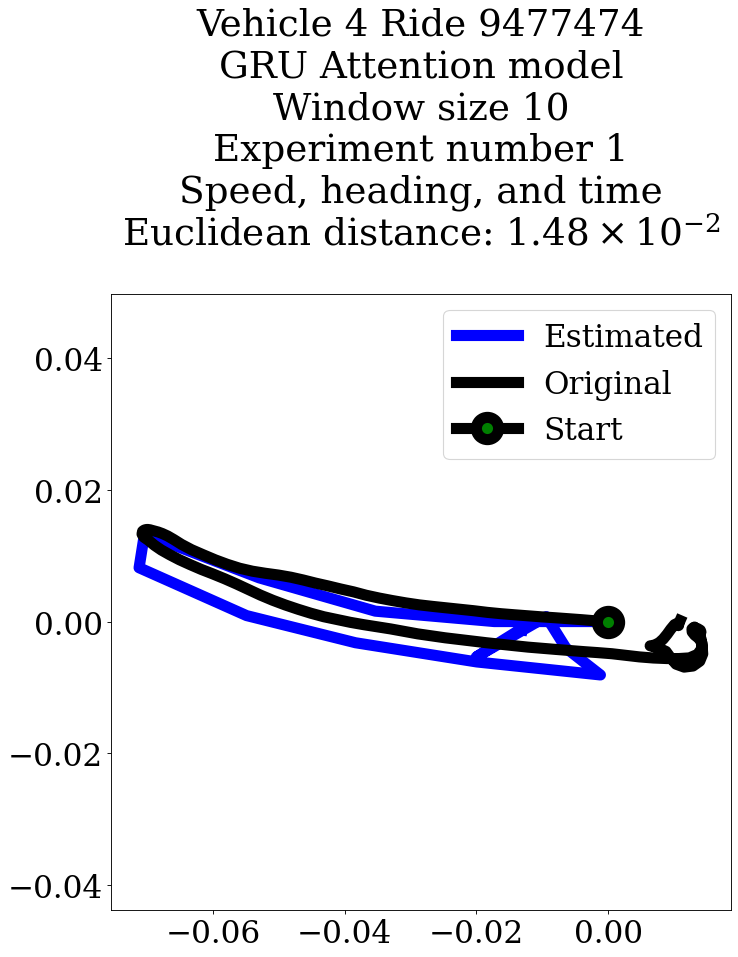 Vehicle 4 Ride 9477474
GRU Attention model
Window size 10
Experiment number 1
Speed, heading, and time
Euclidean distance: 1.48 × 10⁻²
Estimated
Original
Start
0.04
0.02
0.00
−0.02
−0.04
−0.06 −0.04 −0.02 0.00